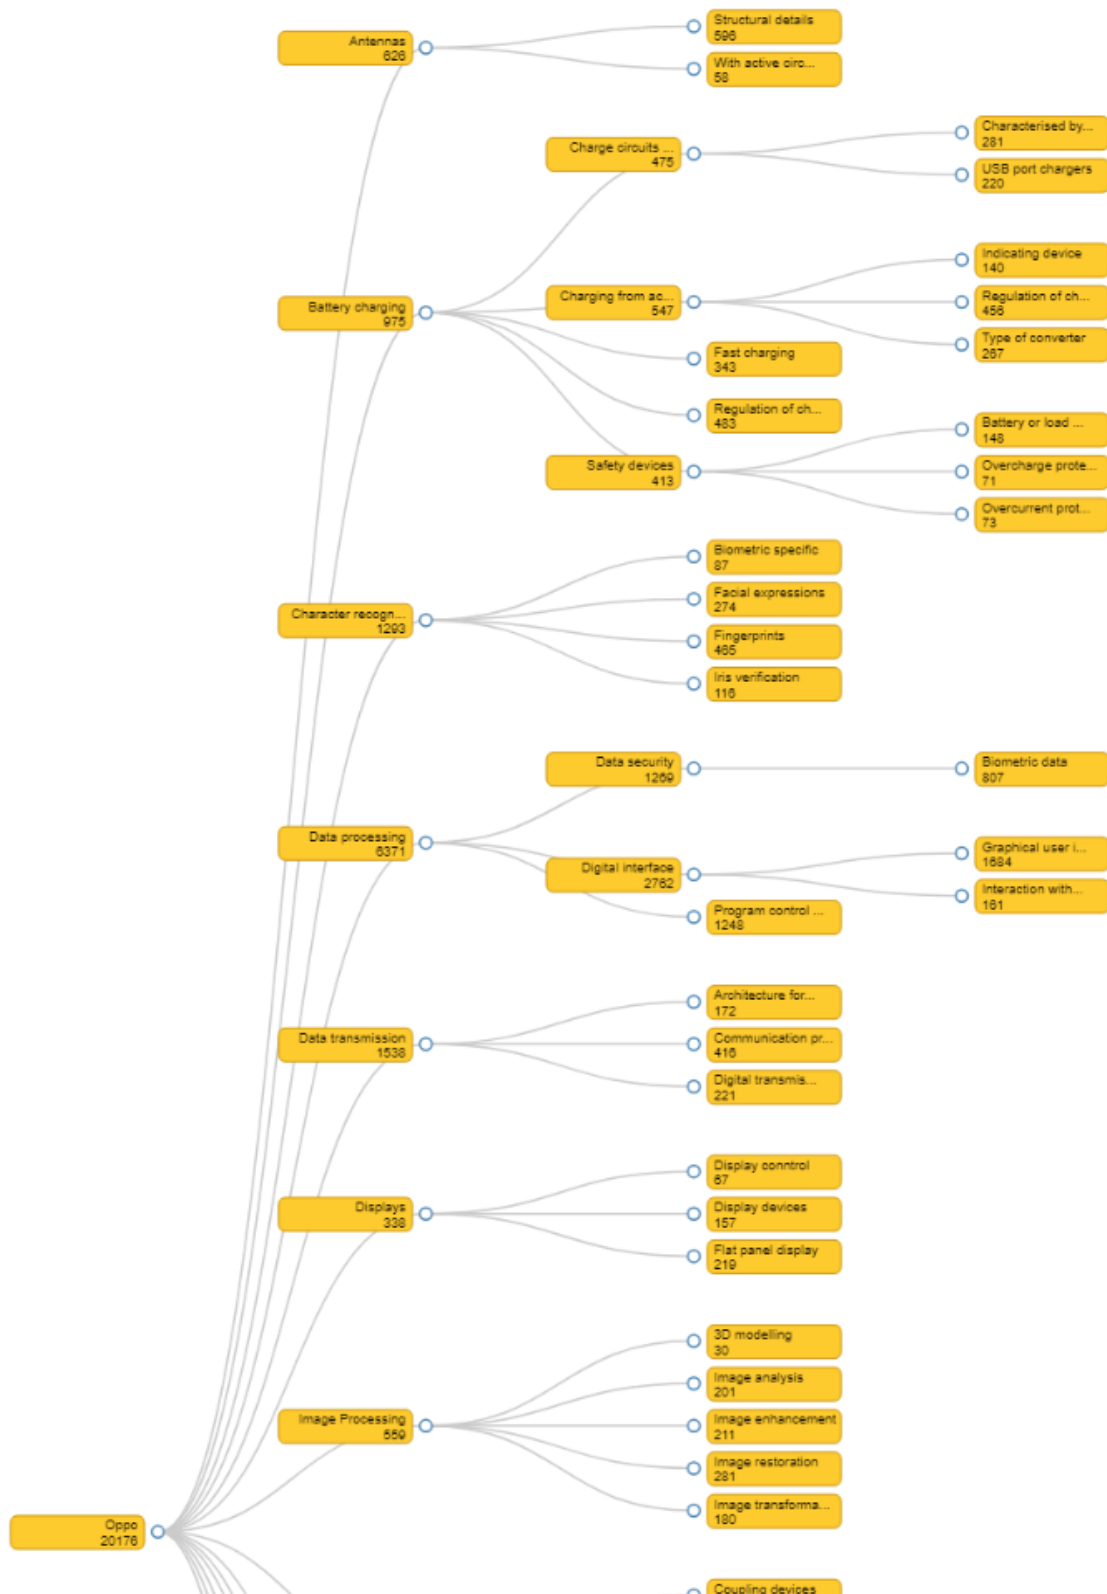 Antennas
626
Structural details
596
With active circ...
58
Charge circuits ...
475
Characterised by...
281
USB port chargers
220
Battery charging
975
Charging from ac...
547
Indicating device
140
Regulation of ch...
456
Type of converter
267
Fast charging
343
Regulation of ch...
483
Safety devices
413
Battery or load ...
148
Overcharge prote...
71
Overcurrent prot...
73
Character recogn...
1293
Biometric specific
87
Facial expressions
274
Fingerprints
465
Iris verification
116
Data processing
6371
Data security
1269
Biometric data
807
Digital interface
2762
Graphical user i...
1684
Interaction with...
161
Program control ...
1248
Data transmission
1538
Architecture for...
172
Communication pr...
416
Digital transmis...
221
Displays
338
Display conntrol
67
Display devices
157
Flat panel display
219
Image Processing
559
3D modelling
30
Image analysis
201
Image enhancement
211
Image restoration
281
Image transforma...
180
Oppo
20176
Coupling devices